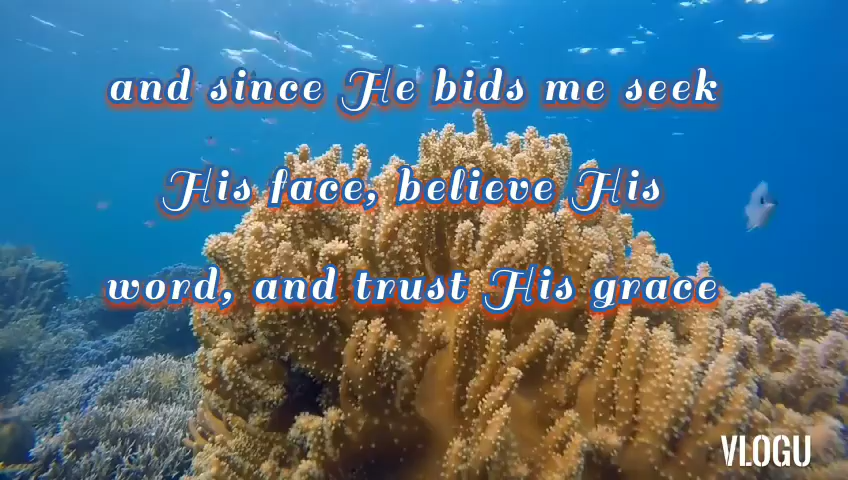 and since He bids me seek
His face, believe His
word, and trust His grace
VLOGU